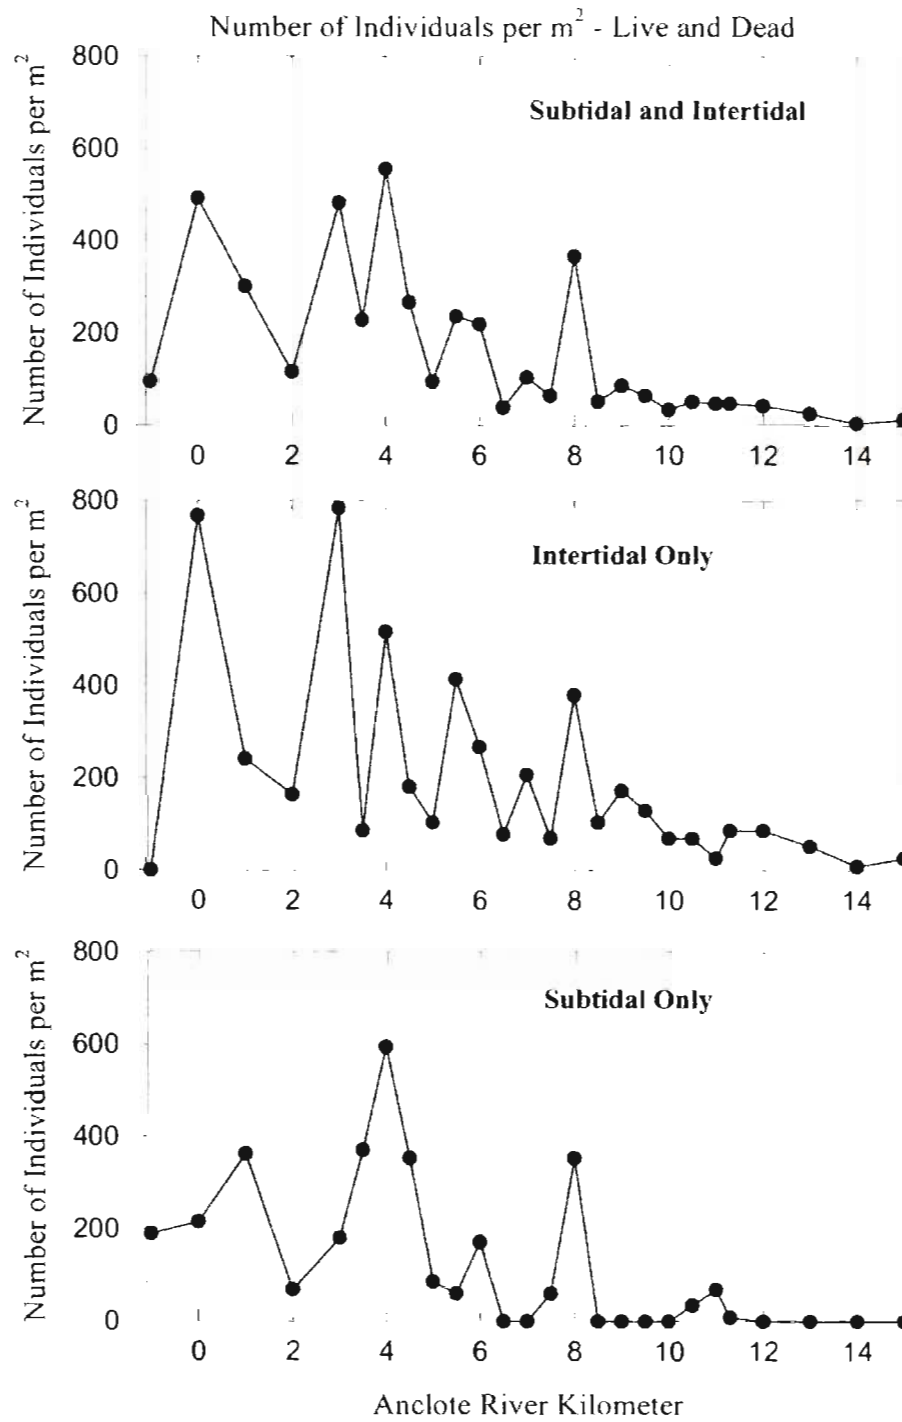 Number of Individuals per m² - Live and Dead
Number of Individuals per m²
800
600
400
200
0
Subtidal and Intertidal
0 2 4 6 8 10 12 14
Number of Individuals per m²
800
600
400
200
0
Intertidal Only
0 2 4 6 8 10 12 14
Number of Individuals per m²
800
600
400
200
0
Subtidal Only
0 2 4 6 8 10 12 14
Anclote River Kilometer